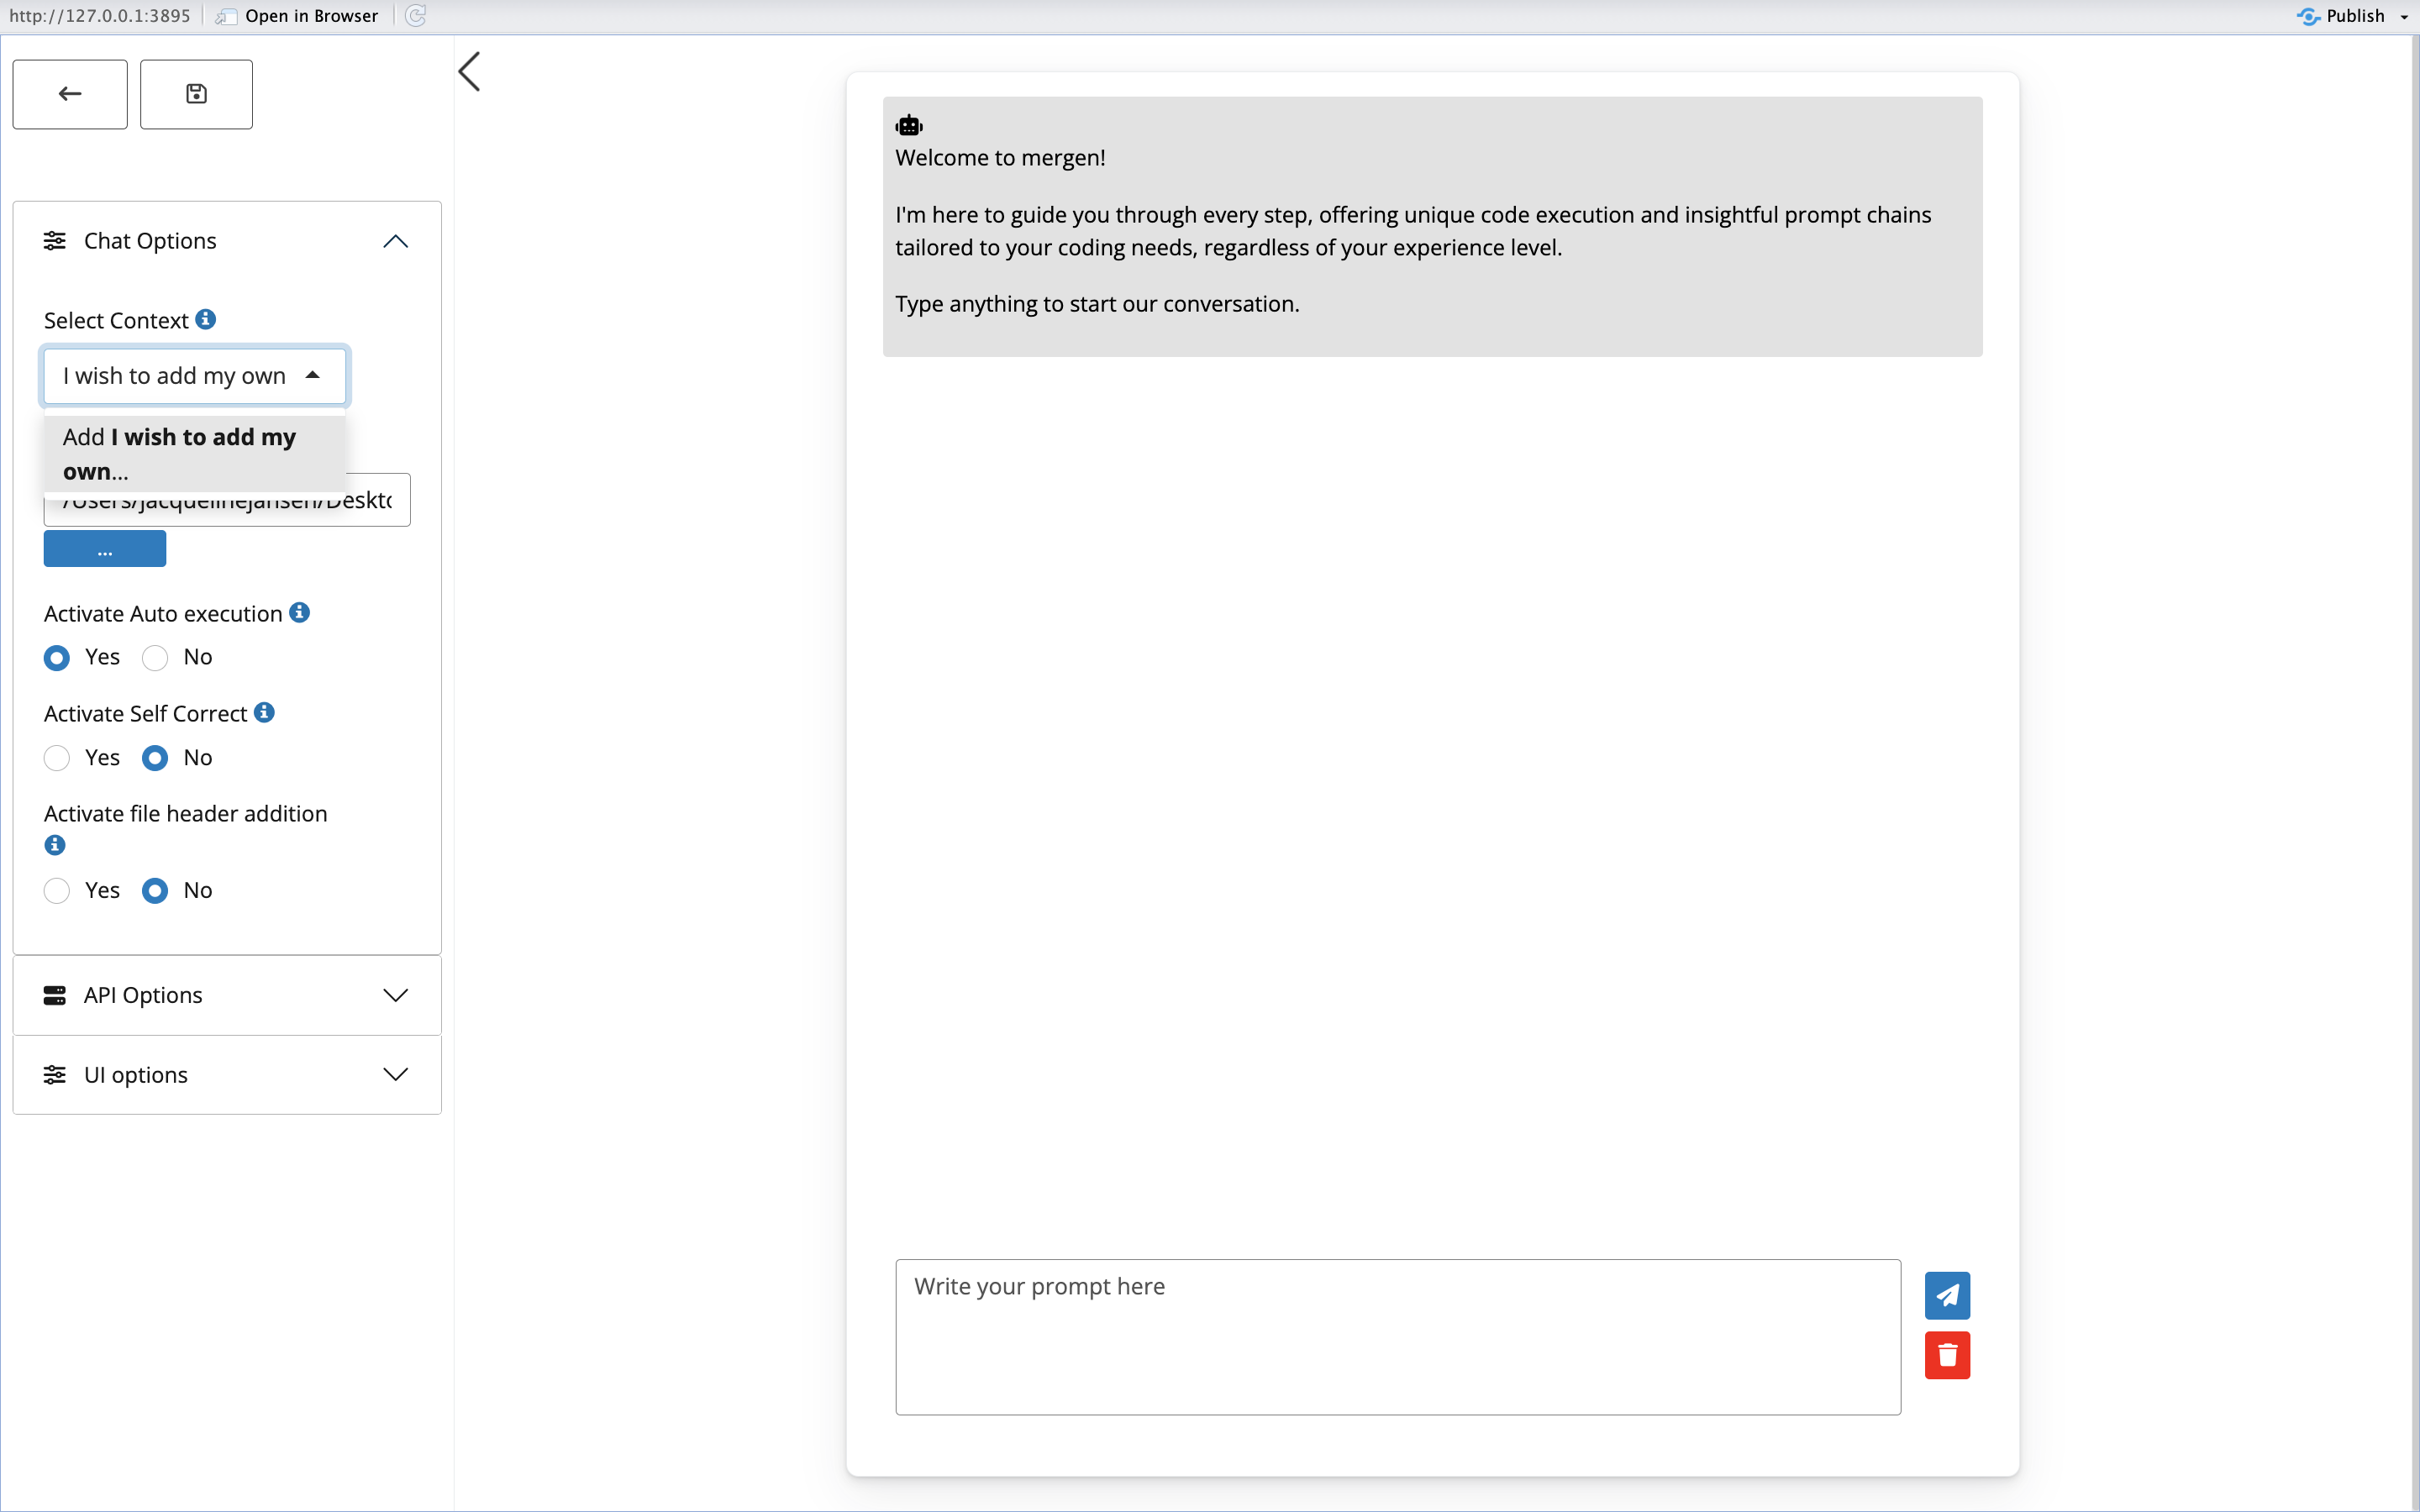 http://127.0.0.1:3895
Open in Browser
Publish
Chat Options
Select Context
I wish to add my own
Add I wish to add my
own...
/Users/jacquelinejansen/Deskto
...
Activate Auto execution
Yes No
Activate Self Correct
Yes No
Activate file header addition
Yes No
API Options
UI options
Welcome to mergen!
I'm here to guide you through every step, offering unique code execution and insightful prompt chains
tailored to your coding needs, regardless of your experience level.
Type anything to start our conversation.
Write your prompt here